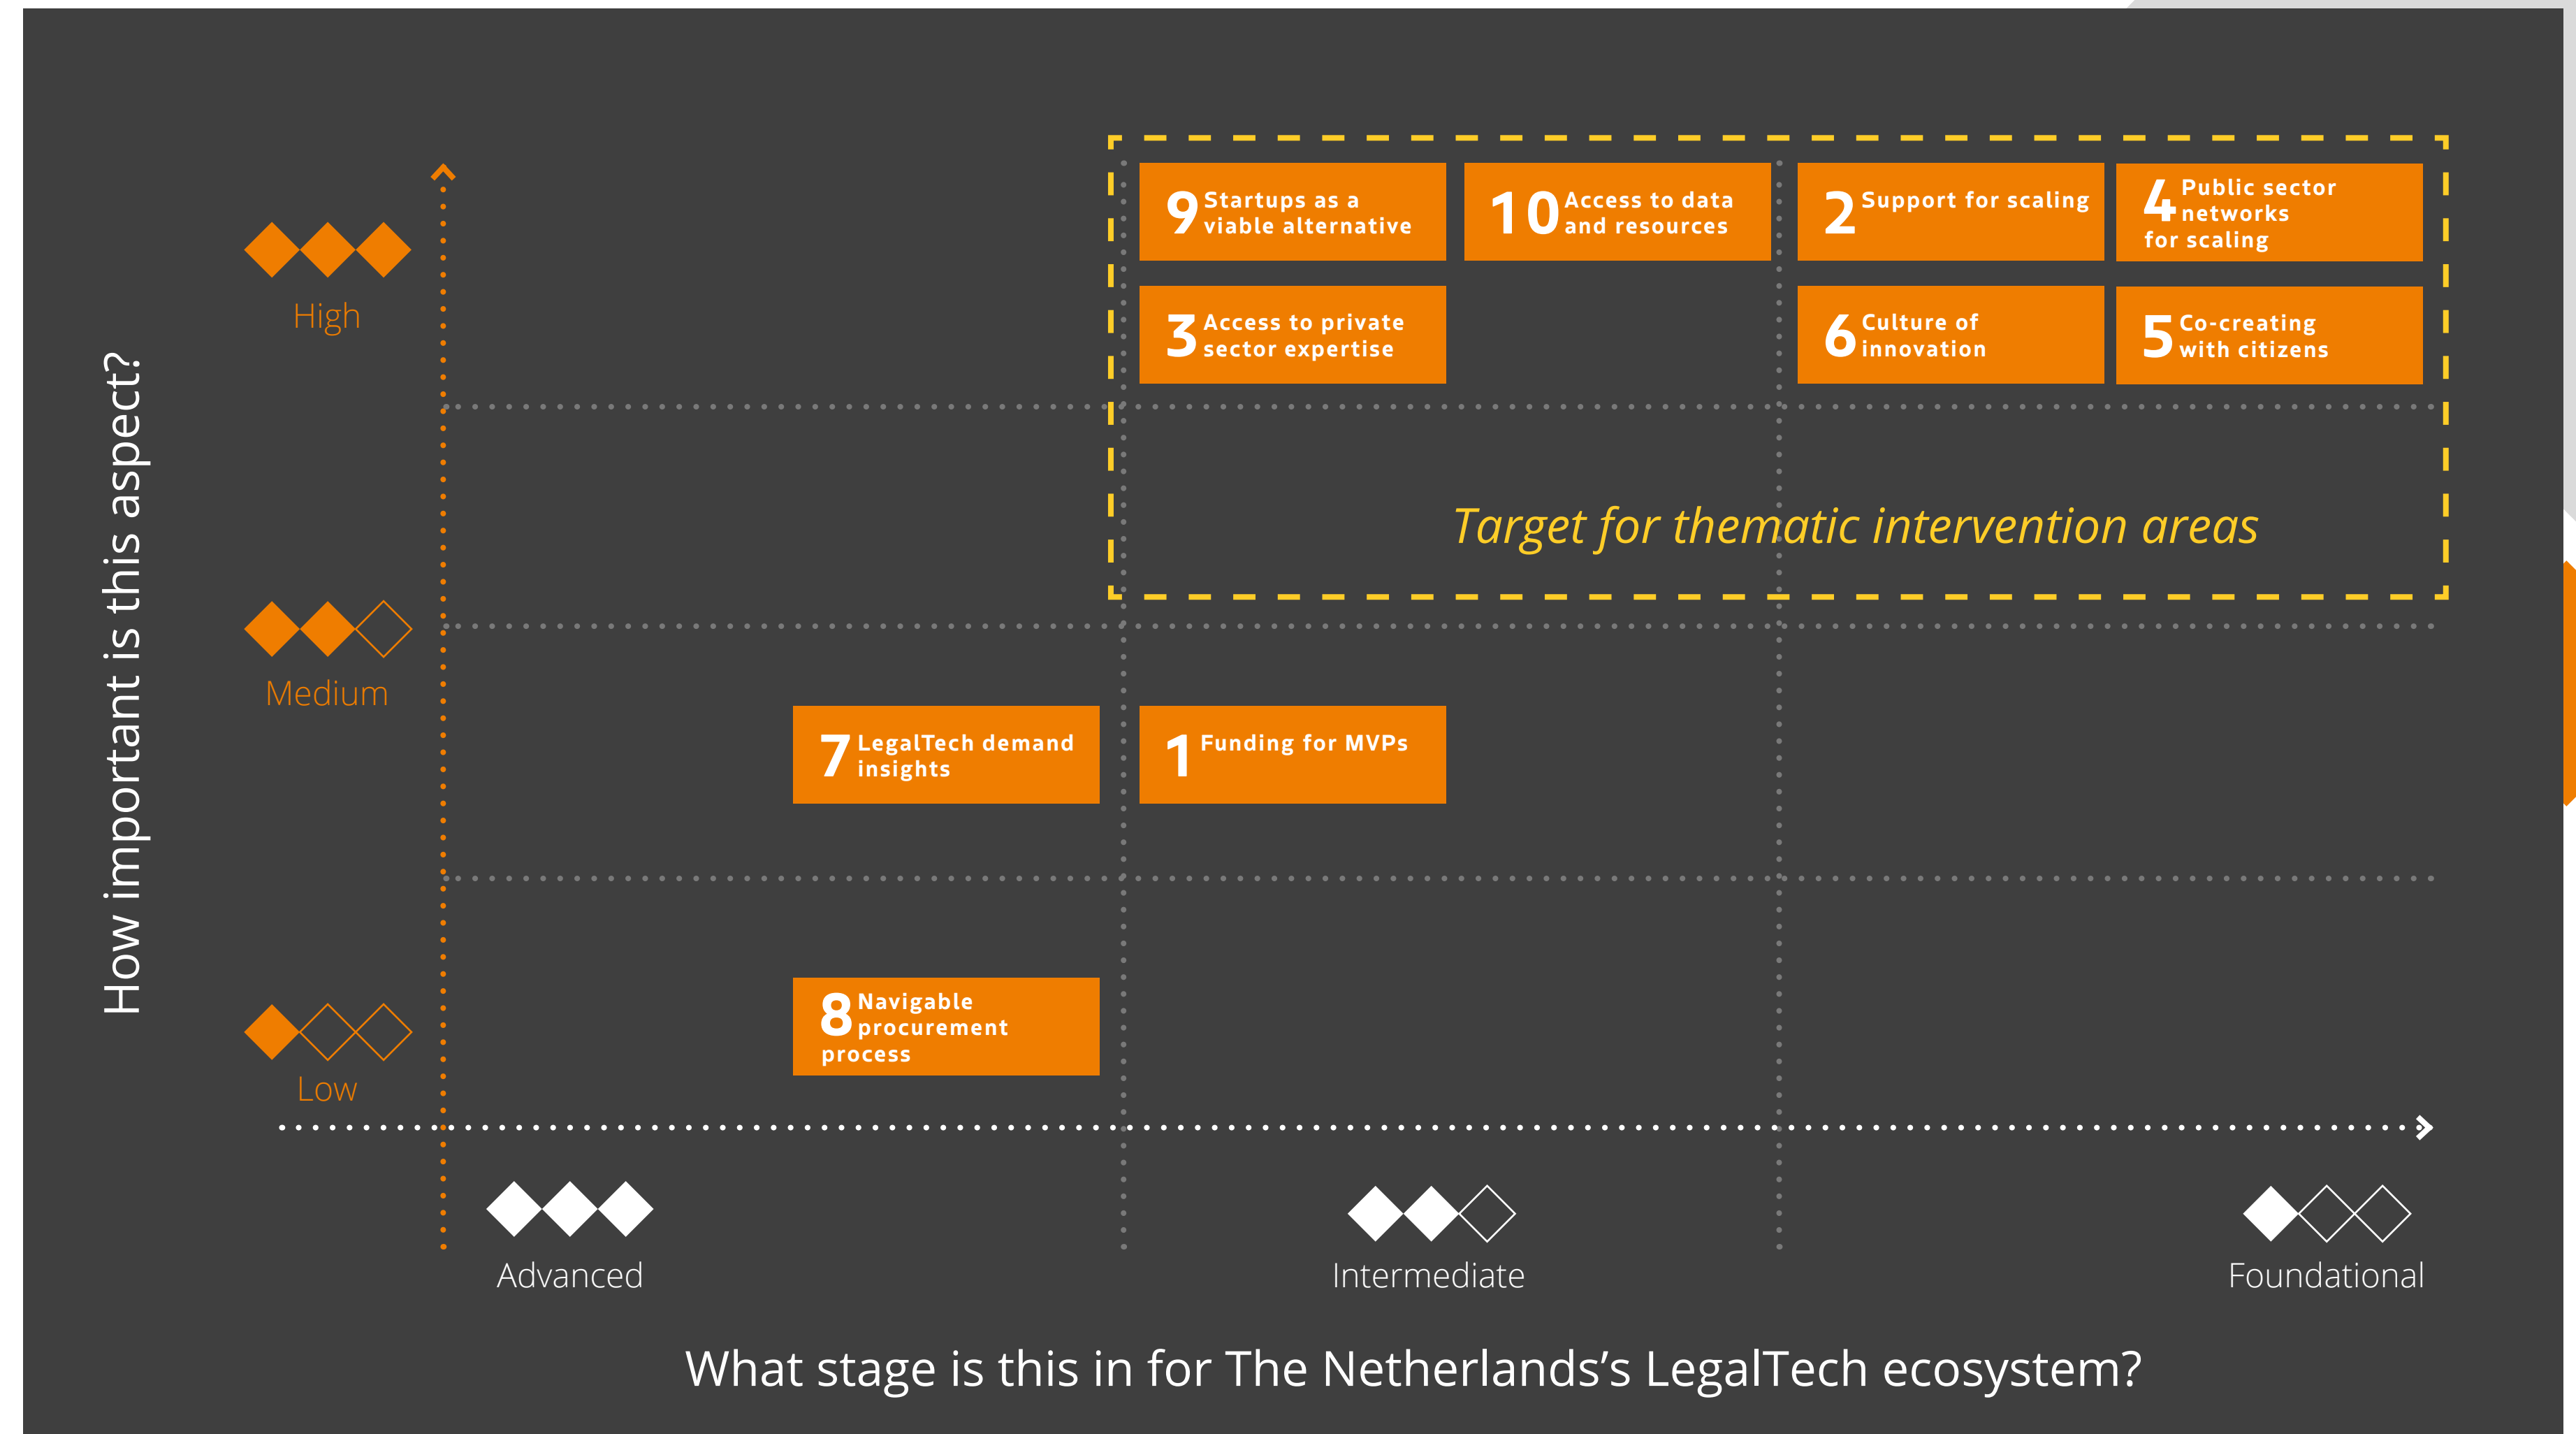 How important is this aspect?
High
Medium
Low
9 Startups as a
viable alternative
10 Access to data
and resources
2 Support for scaling
4 Public sector
networks
for scaling
3 Access to private
sector expertise
6 Culture of
innovation
5 Co-creating
with citizens
Target for thematic intervention areas
7 LegalTech demand
insights
1 Funding for MVPs
8 Navigable
procurement
process
Advanced
Intermediate
Foundational
What stage is this in for The Netherlands’s LegalTech ecosystem?